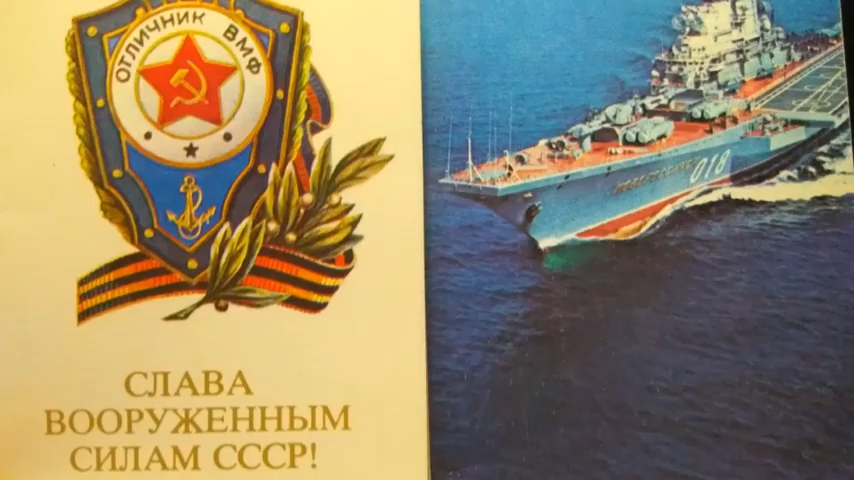 ОТЛИЧНИК ВМФ
СЛАВА
ВООРУЖЕННЫМ
СИЛАМ СССР!
018